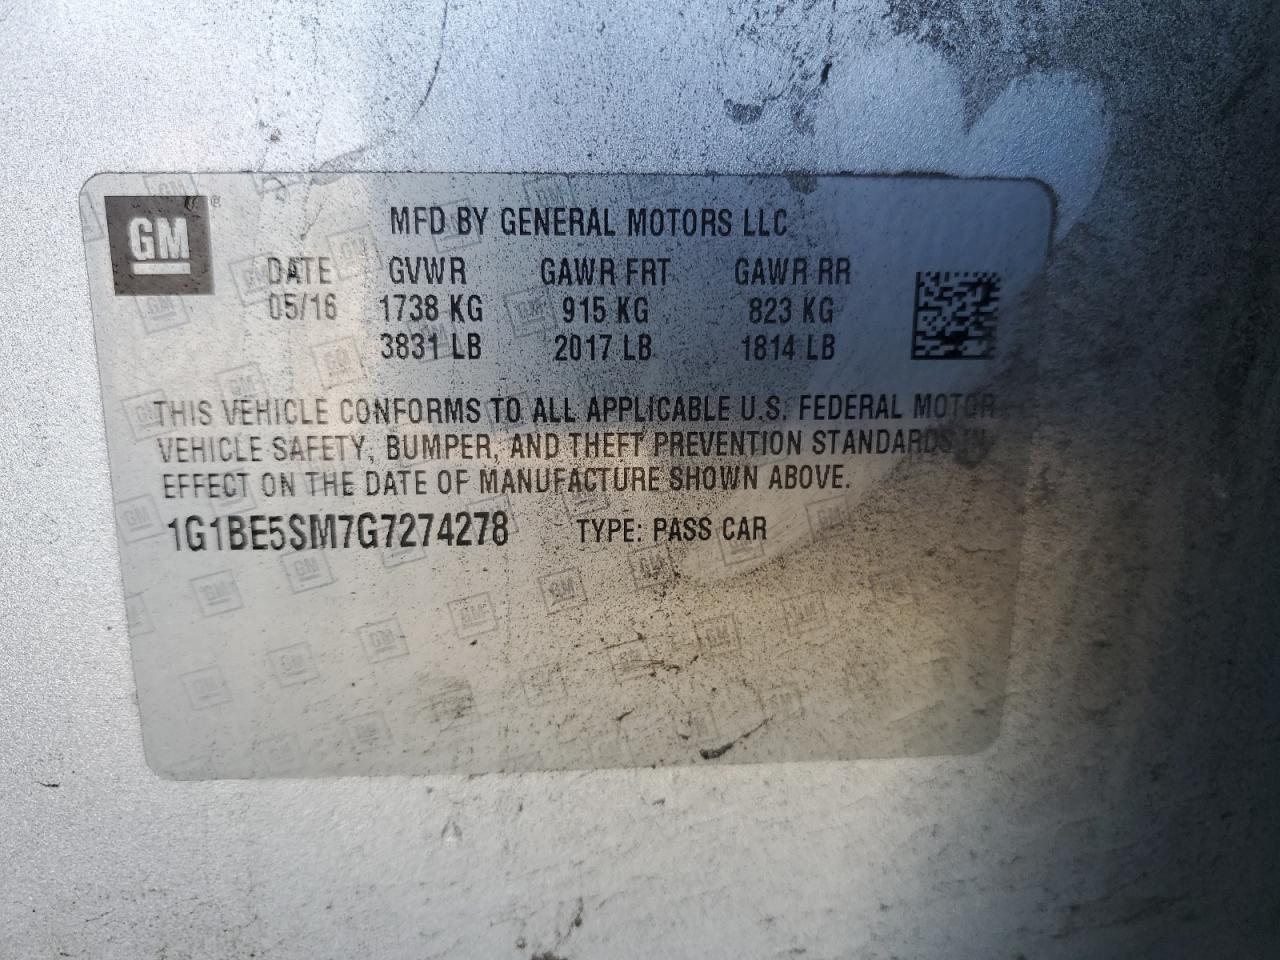 GM
MFD BY GENERAL MOTORS LLC
DATE GVWR GAWR FRT GAWR RR
05/16 1738 KG 915 KG 823 KG
3831 LB 2017 LB 1814 LB
THIS VEHICLE CONFORMS TO ALL APPLICABLE U.S. FEDERAL MOTOR
VEHICLE SAFETY, BUMPER, AND THEFT PREVENTION STANDARDS IN
EFFECT ON THE DATE OF MANUFACTURE SHOWN ABOVE.
1G1BE5SM7G7274278 TYPE: PASS CAR